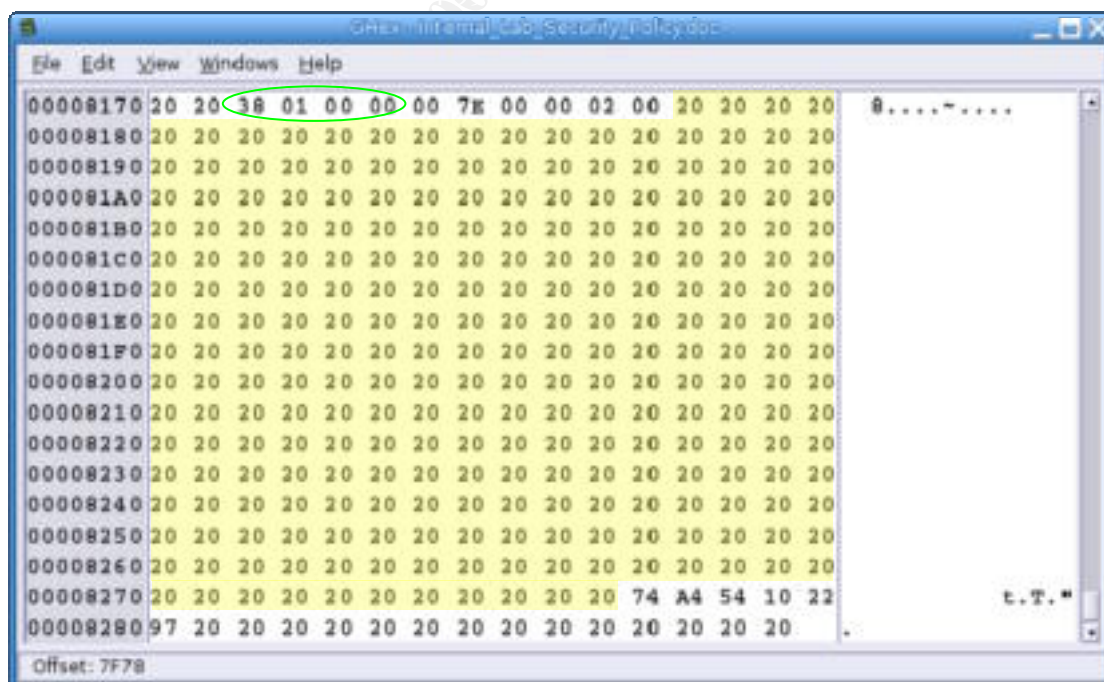 GHex - Internal_Lab_Security_Policy.doc
File Edit View Windows Help
00008170 20 20 38 01 00 00 00 7E 00 00 02 00 20 20 20 20 8....~....
00008180 20 20 20 20 20 20 20 20 20 20 20 20 20 20 20 20
00008190 20 20 20 20 20 20 20 20 20 20 20 20 20 20 20 20
000081A0 20 20 20 20 20 20 20 20 20 20 20 20 20 20 20 20
000081B0 20 20 20 20 20 20 20 20 20 20 20 20 20 20 20 20
000081C0 20 20 20 20 20 20 20 20 20 20 20 20 20 20 20 20
000081D0 20 20 20 20 20 20 20 20 20 20 20 20 20 20 20 20
000081E0 20 20 20 20 20 20 20 20 20 20 20 20 20 20 20 20
000081F0 20 20 20 20 20 20 20 20 20 20 20 20 20 20 20 20
00008200 20 20 20 20 20 20 20 20 20 20 20 20 20 20 20 20
00008210 20 20 20 20 20 20 20 20 20 20 20 20 20 20 20 20
00008220 20 20 20 20 20 20 20 20 20 20 20 20 20 20 20 20
00008230 20 20 20 20 20 20 20 20 20 20 20 20 20 20 20 20
00008240 20 20 20 20 20 20 20 20 20 20 20 20 20 20 20 20
00008250 20 20 20 20 20 20 20 20 20 20 20 20 20 20 20 20
00008260 20 20 20 20 20 20 20 20 20 20 20 20 20 20 20 20
00008270 20 20 20 20 20 20 20 20 20 20 20 74 A4 54 10 22 t.T."
00008280 97 20 20 20 20 20 20 20 20 20 20 20 20 20 20 .
Offset: 7F78